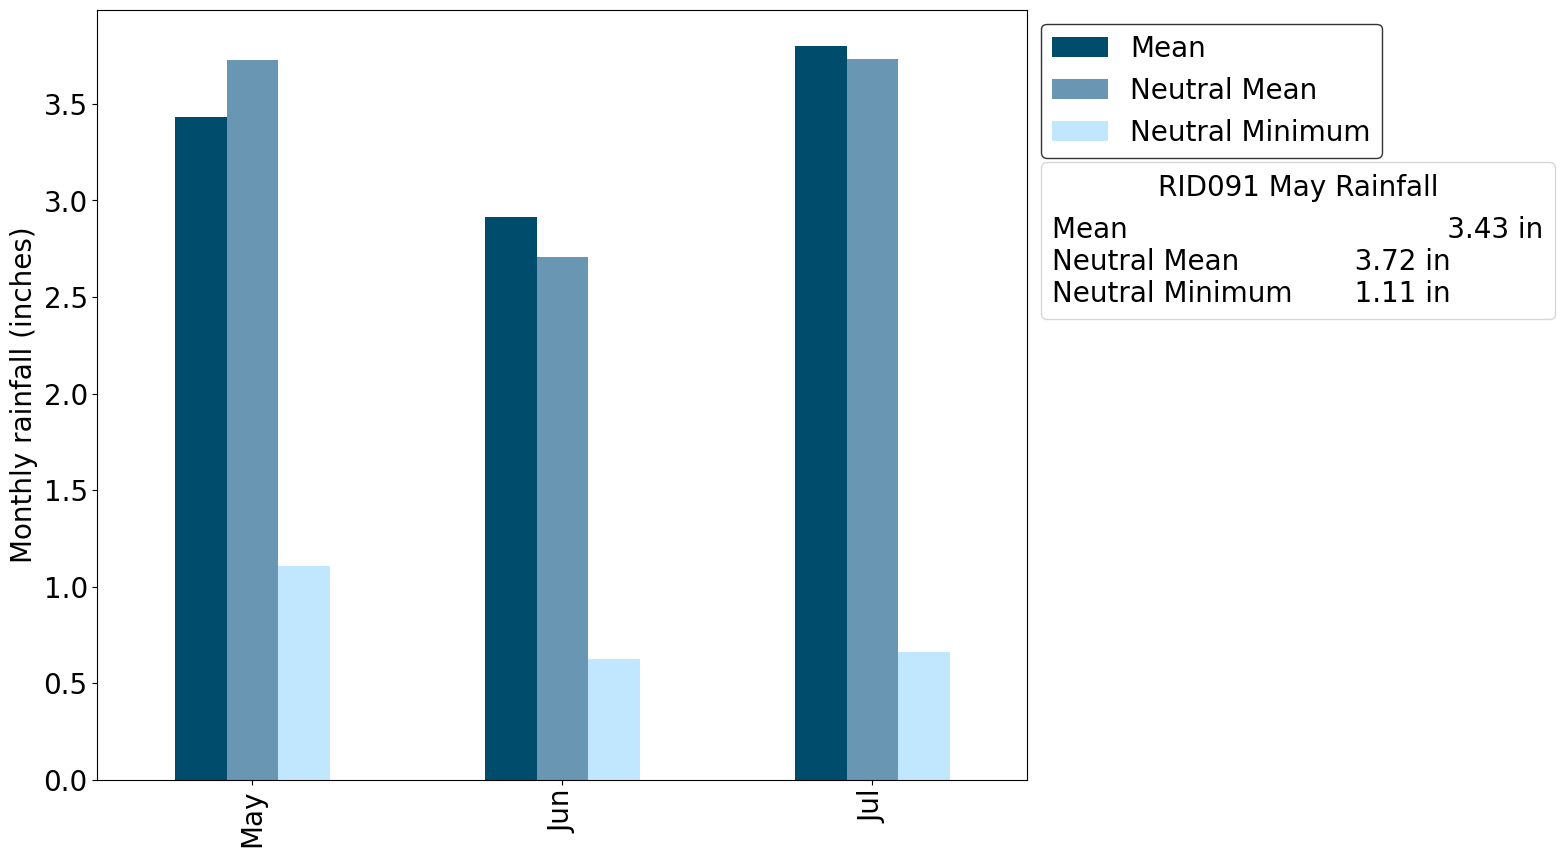 Monthly rainfall (inches)
3.5
3.0
2.5
2.0
1.5
1.0
0.5
0.0
May
Jun
Jul
Mean
Neutral Mean
Neutral Minimum
RID091 May Rainfall
Mean 3.43 in
Neutral Mean 3.72 in
Neutral Minimum 1.11 in